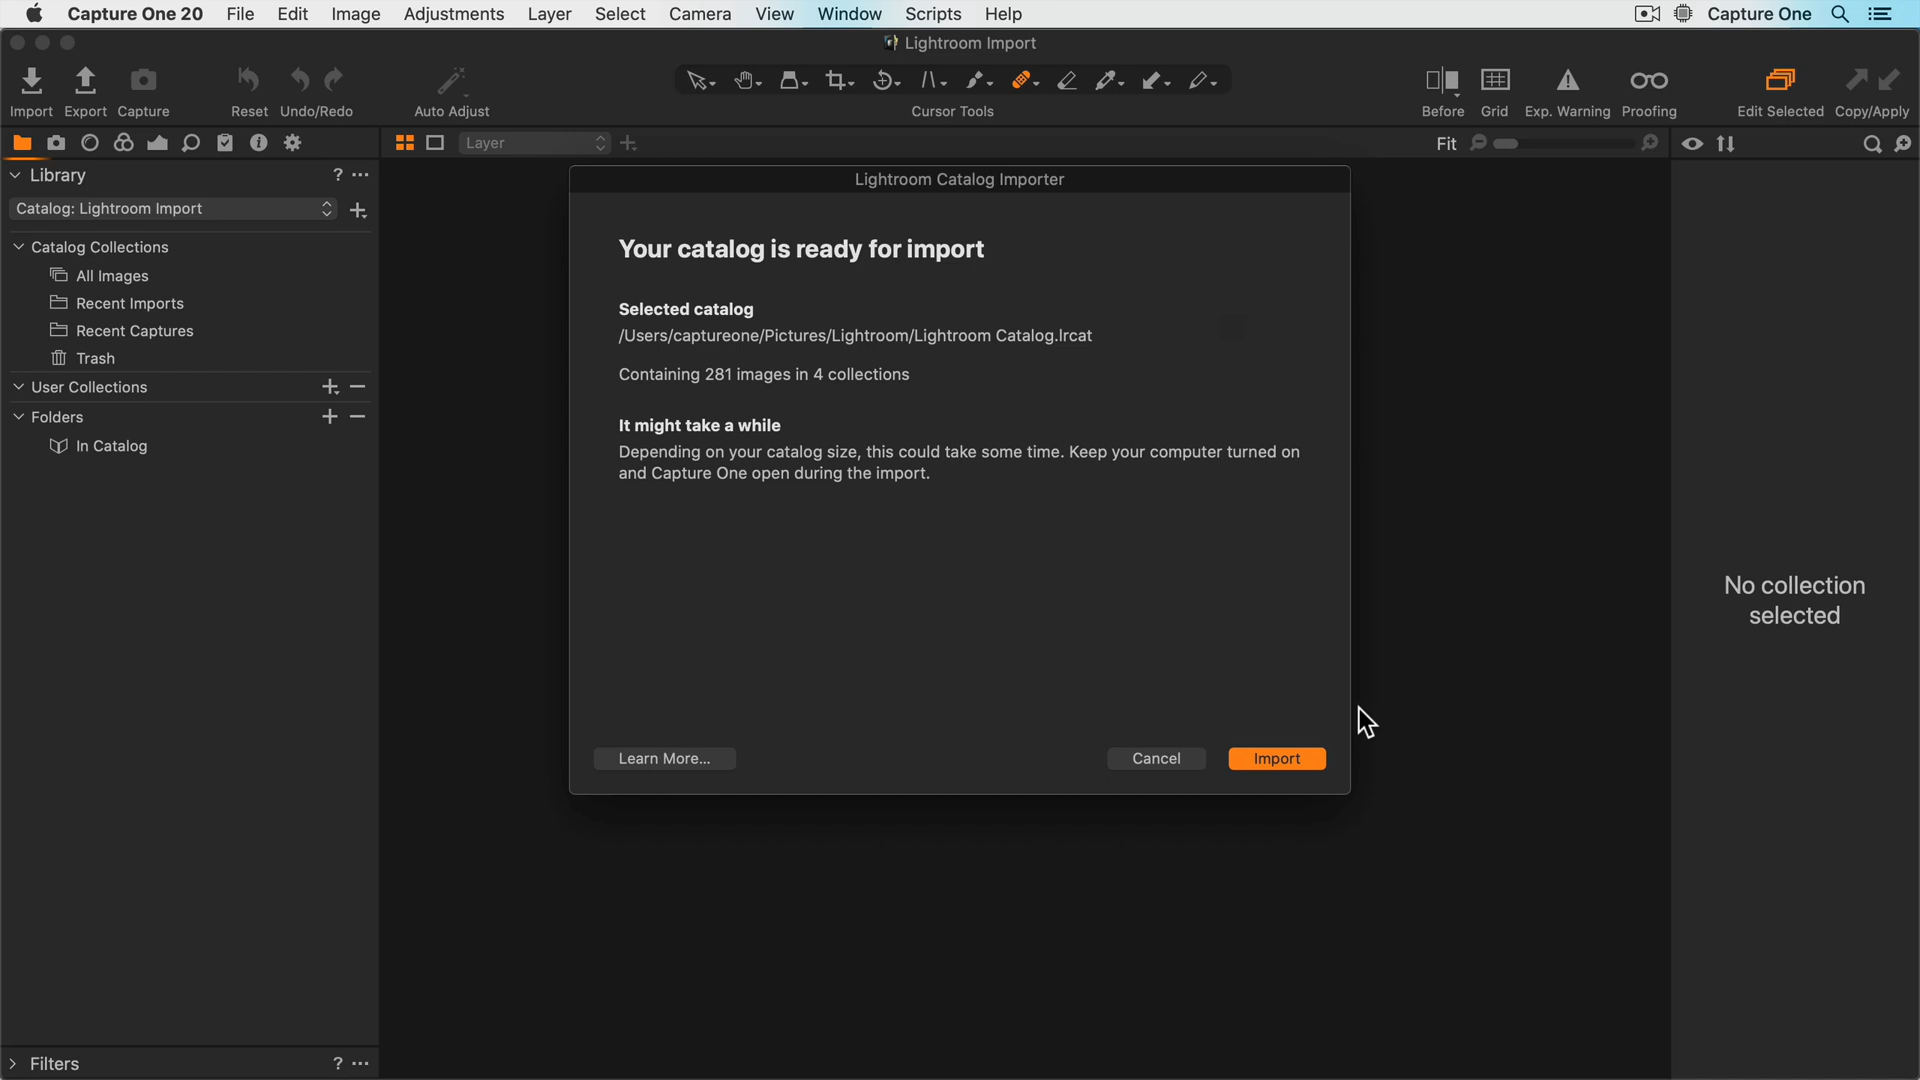 Capture One 20 File Edit Image Adjustments Layer Select Camera View Window Scripts Help Capture One
Lightroom Import
Import Export Capture Reset Undo/Redo Auto Adjust Cursor Tools Before Grid Exp. Warning Proofing Edit Selected Copy/Apply
Layer Fit
Library ?
Catalog: Lightroom Import
Catalog Collections
All Images
Recent Imports
Recent Captures
Trash
User Collections
Folders
In Catalog
Lightroom Catalog Importer
Your catalog is ready for import
Selected catalog
/Users/captureone/Pictures/Lightroom/Lightroom Catalog.lrcat
Containing 281 images in 4 collections
It might take a while
Depending on your catalog size, this could take some time. Keep your computer turned on
and Capture One open during the import.
Learn More... Cancel Import
No collection
selected
Filters ?